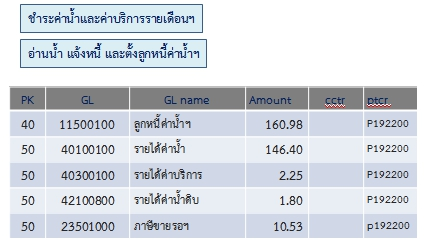 ชำระค่าน้ำและค่าบริการรายเดือนฯ
อ่านน้ำ แจ้งหนี้ และตั้งลูกหนี้ค่าน้ำฯ
PK GL GL name Amount cctr ptcr
40 11500100 ลูกหนี้ค่าน้ำฯ 160.98 P192200
50 40100100 รายได้ค่าน้ำ 146.40 P192200
50 40300100 รายได้ค่าบริการ 2.25 P192200
50 42100800 รายได้ค่าน้ำดิบ 1.80 P192200
50 23501000 ภาษีขายรอฯ 10.53 p192200